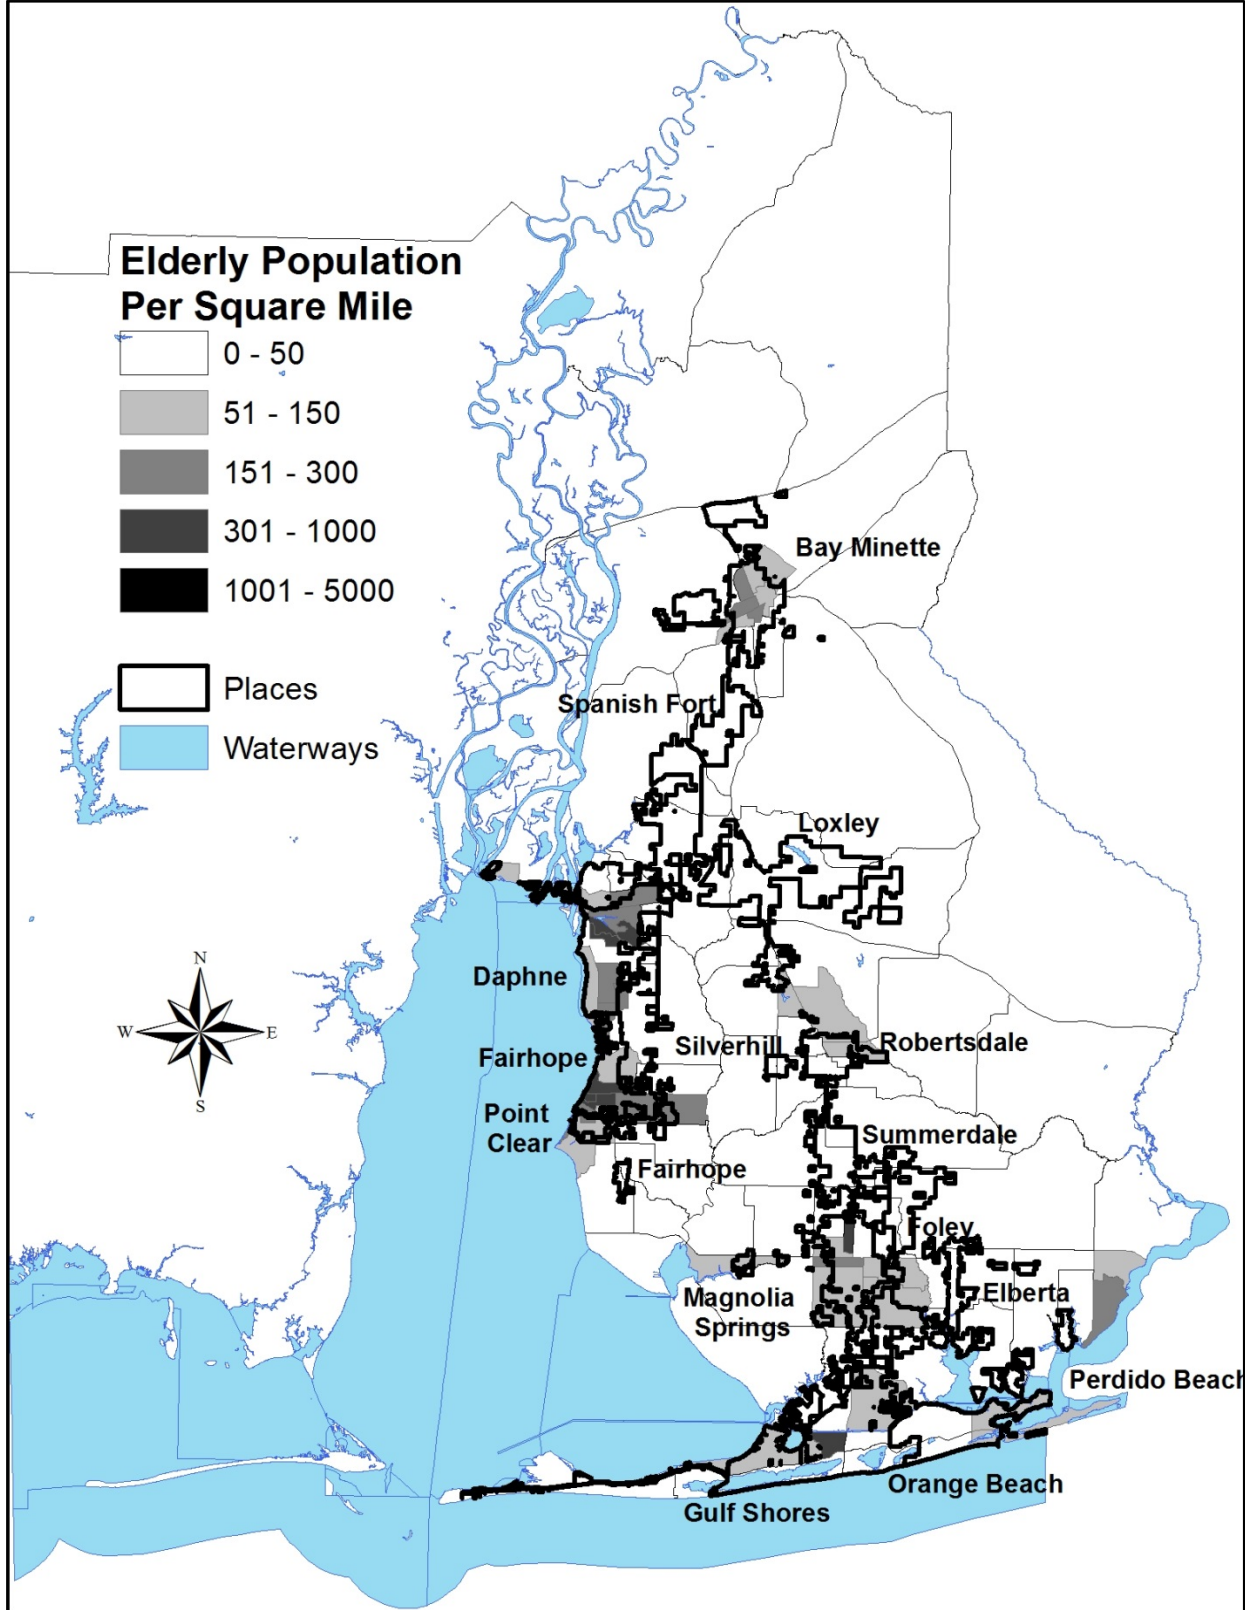 Elderly Population
Per Square Mile
0 - 50
51 - 150
151 - 300
301 - 1000
1001 - 5000
Places
Waterways
Bay Minette
Spanish Fort
Loxley
N
W
E
S
Daphne
Fairhope
Silverhill
Robertsdale
Point
Clear
Summerdale
Fairhope
Foley
Elberta
Magnolia
Springs
Perdido Beach
Orange Beach
Gulf Shores